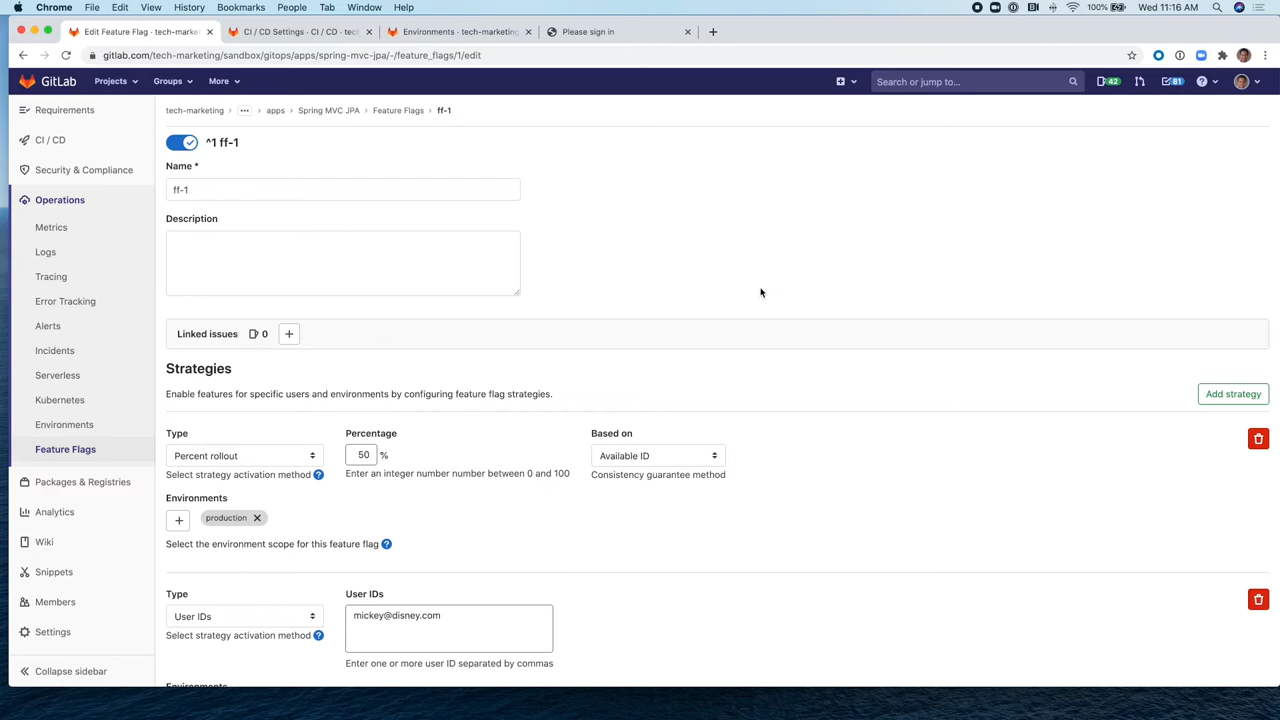 Chrome File Edit View History Bookmarks People Tab Window Help 100% Wed 11:16 AM
Edit Feature Flag · tech-marke CI / CD Settings · CI / CD · tec Environments · tech-marketing Please sign in
gitlab.com/tech-marketing/sandbox/gitops/apps/spring-mvc-jpa/-/feature_flags/1/edit
GitLab Projects Groups More Search or jump to... 42 81
Requirements
CI / CD
Security & Compliance
Operations
Metrics
Logs
Tracing
Error Tracking
Alerts
Incidents
Serverless
Kubernetes
Environments
Feature Flags
Packages & Registries
Analytics
Wiki
Snippets
Members
Settings
Collapse sidebar
tech-marketing > ... > apps > Spring MVC JPA > Feature Flags > ff-1
^1 ff-1
Name *
ff-1
Description
Linked issues 0 +
Strategies
Enable features for specific users and environments by configuring feature flag strategies.
Add strategy
Type Percentage Based on
Percent rollout 50 % Available ID
Select strategy activation method ? Enter an integer number number between 0 and 100 Consistency guarantee method
Environments
+ production ×
Select the environment scope for this feature flag ?
Type User IDs
User IDs mickey@disney.com
Select strategy activation method ?
Enter one or more user ID separated by commas
Environments